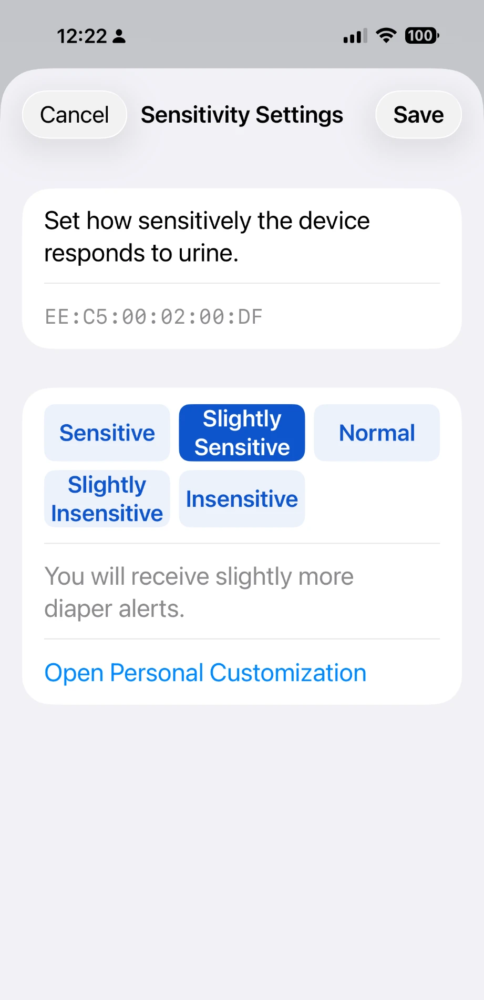 12:22
100
Cancel
Sensitivity Settings
Save
Set how sensitively the device
responds to urine.
EE:C5:00:02:00:DF
Sensitive
Slightly
Sensitive
Normal
Slightly
Insensitive
Insensitive
You will receive slightly more
diaper alerts.
Open Personal Customization